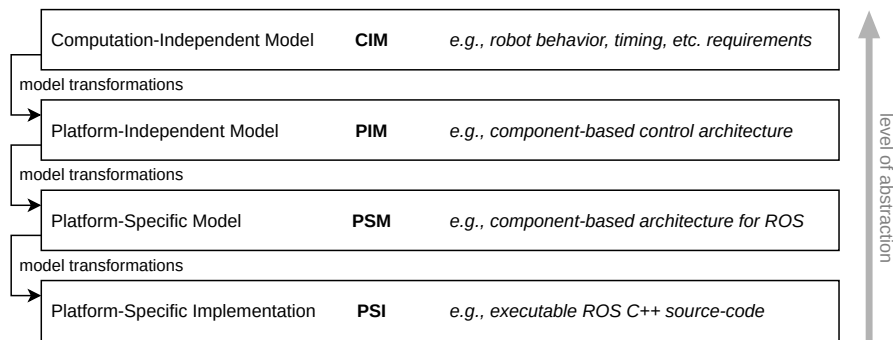 Computation-Independent Model CIM e.g., robot behavior, timing, etc. requirements
model transformations
Platform-Independent Model PIM e.g., component-based control architecture
model transformations
Platform-Specific Model PSM e.g., component-based architecture for ROS
model transformations
Platform-Specific Implementation PSI e.g., executable ROS C++ source-code
level of abstraction